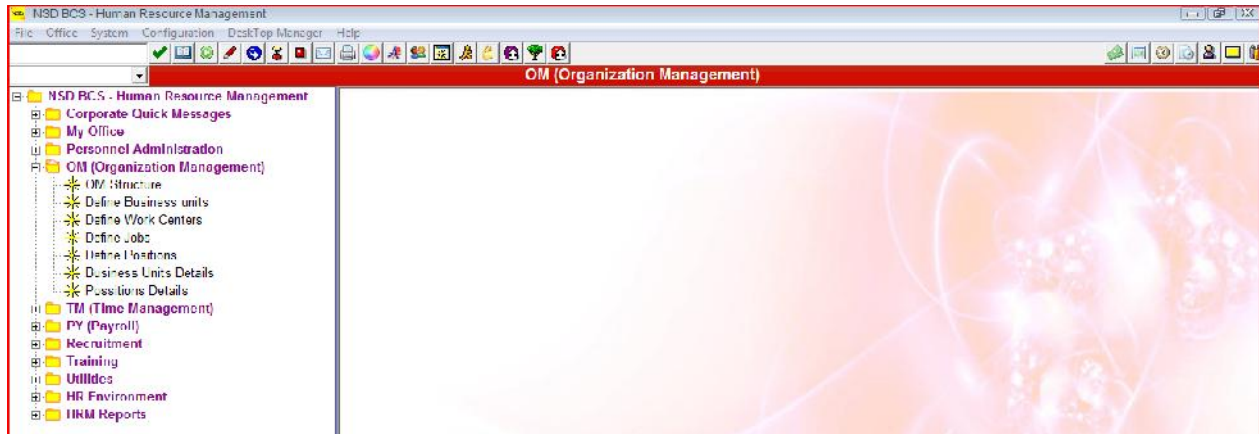 NSD BCS - Human Resource Management
File Office System Configuration DeskTop Manager Help
OM (Organization Management)
NSD BCS - Human Resource Management
Corporate Quick Messages
My Office
Personnel Administration
OM (Organization Management)
OM Structure
Define Business units
Define Work Centers
Define Jobs
Define Positions
Business Units Details
Possitions Details
TM (Time Management)
PY (Payroll)
Recruitment
Training
Utilities
HR Environment
HRM Reports